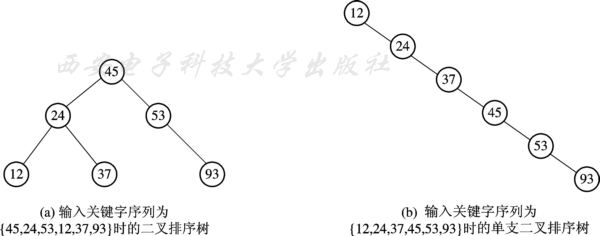 12
24
西安电子科技大学出版社
45
37
24
53
45
53
12
37
93
93
(a) 输入关键字序列为
{45,24,53,12,37,93}时的二叉排序树
(b) 输入关键字序列为
{12,24,37,45,53,93}时的单支二叉排序树